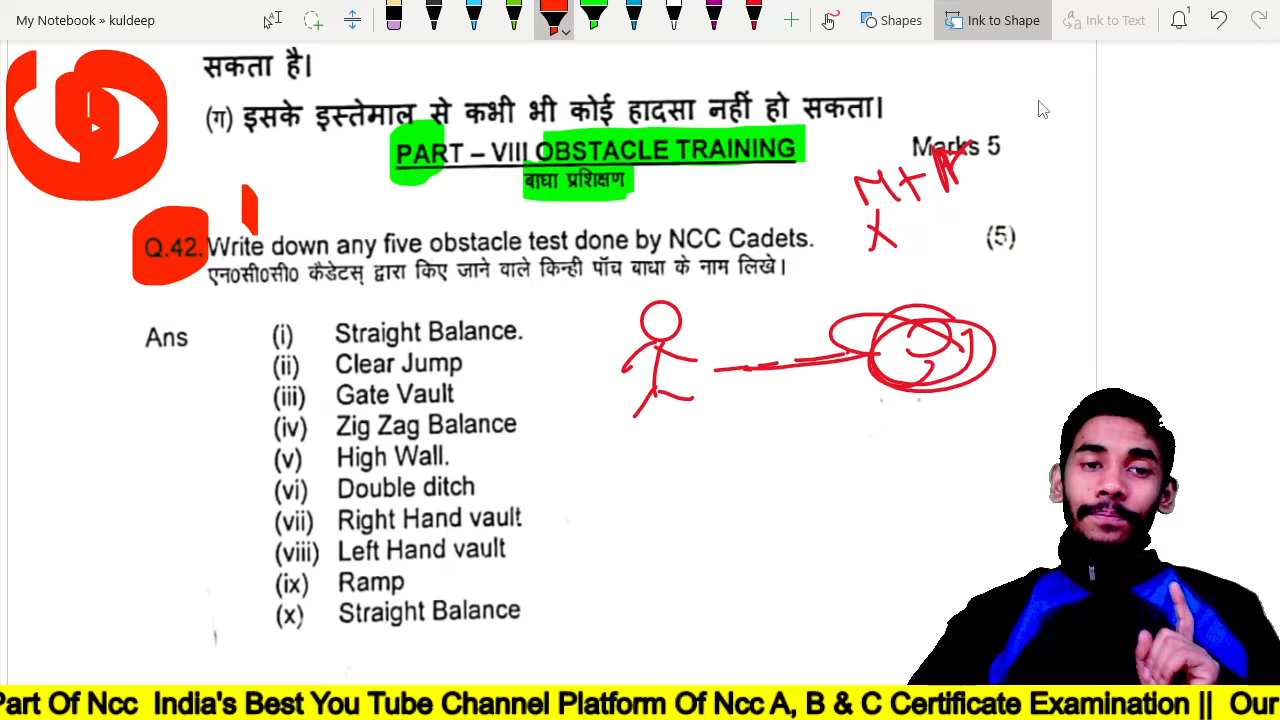 My Notebook » kuldeep
Shapes
Ink to Shape
Ink to Text
सकता है।
(ग) इसके इस्तेमाल से कभी भी कोई हादसा नहीं हो सकता।
PART – VIII OBSTACLE TRAINING Marks 5
बाधा प्रशिक्षण
M+
X
Q.42. Write down any five obstacle test done by NCC Cadets. (5)
एन0सी0सी0 कैडेटस् द्वारा किए जाने वाले किन्ही पॉच बाधा के नाम लिखे।
Ans (i) Straight Balance.
(ii) Clear Jump
(iii) Gate Vault
(iv) Zig Zag Balance
(v) High Wall.
(vi) Double ditch
(vii) Right Hand vault
(viii) Left Hand vault
(ix) Ramp
(x) Straight Balance
Part Of Ncc India's Best You Tube Channel Platform Of Ncc A, B & C Certificate Examination || Our